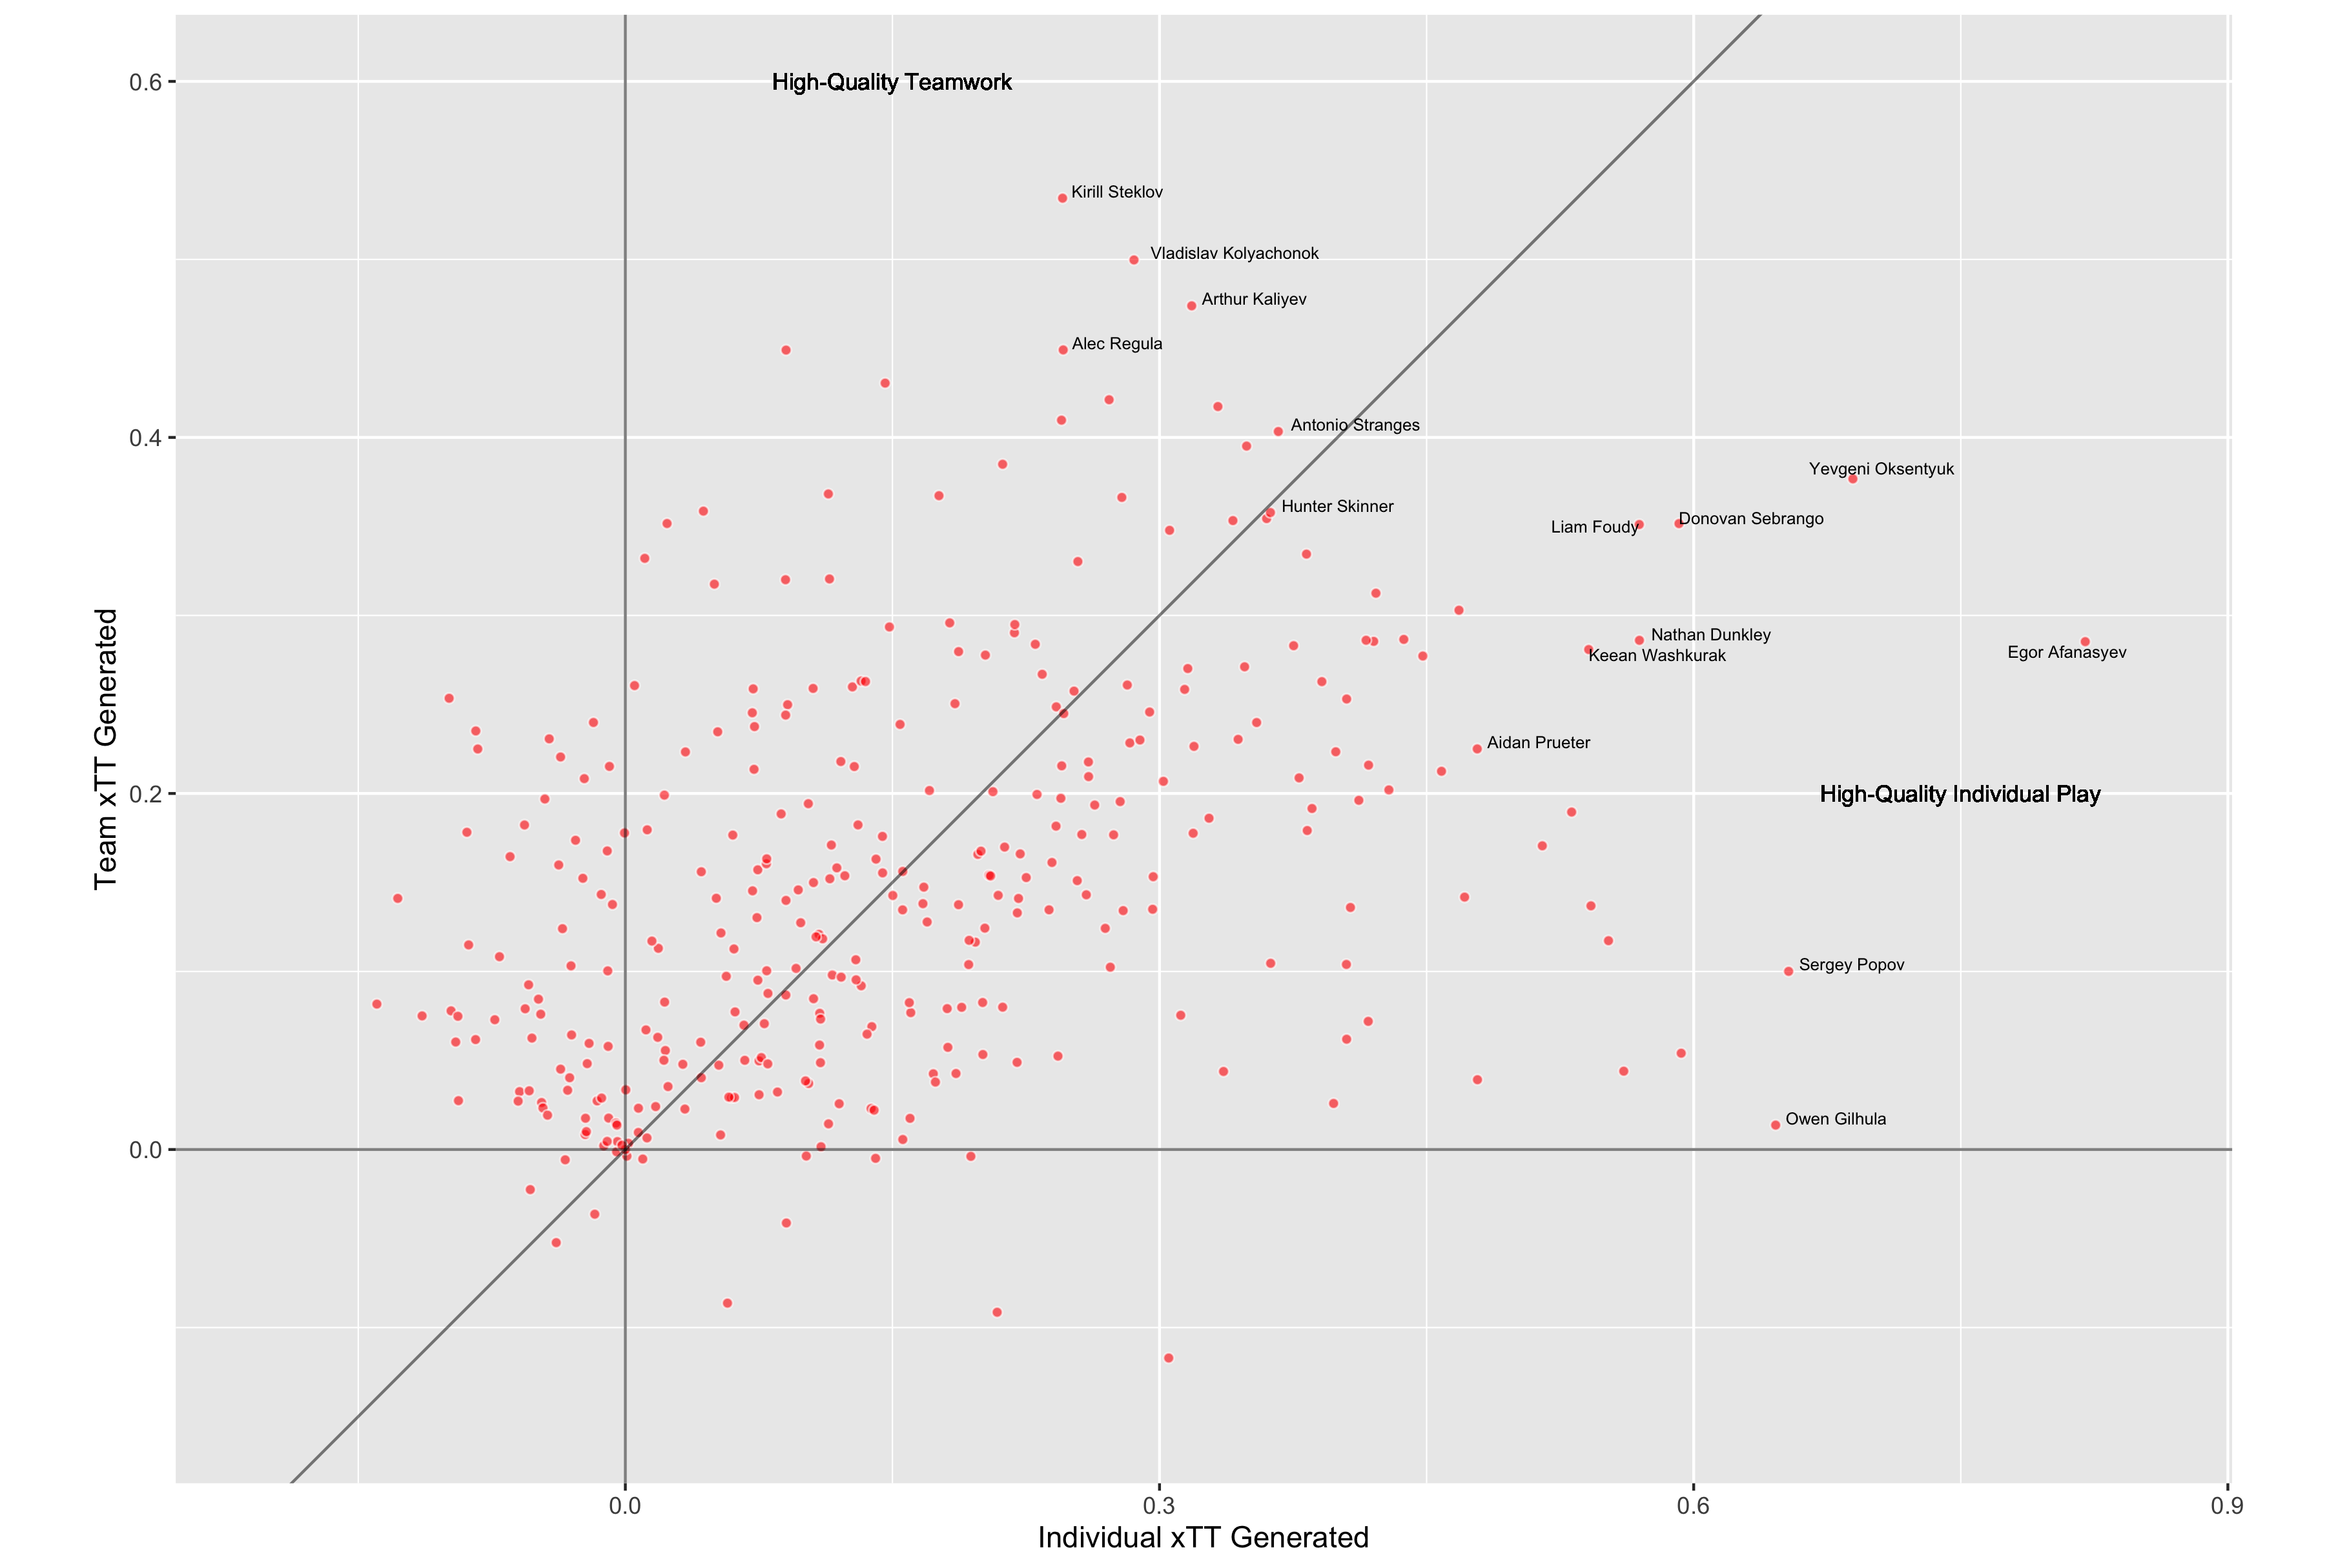 0.6
High-Quality Teamwork
Kirill Steklov
Vladislav Kolyachonok
Arthur Kaliyev
Alec Regula
Antonio Stranges
0.4
Yevgeni Oksentyuk
Hunter Skinner
Donovan Sebrango
Liam Foudy
Nathan Dunkley
Egor Afanasyev
Keean Washkurak
Aidan Prueter
0.2
High-Quality Individual Play
Team xTT Generated
Sergey Popov
Owen Gilhula
0.0
0.0
0.3
0.6
0.9
Individual xTT Generated